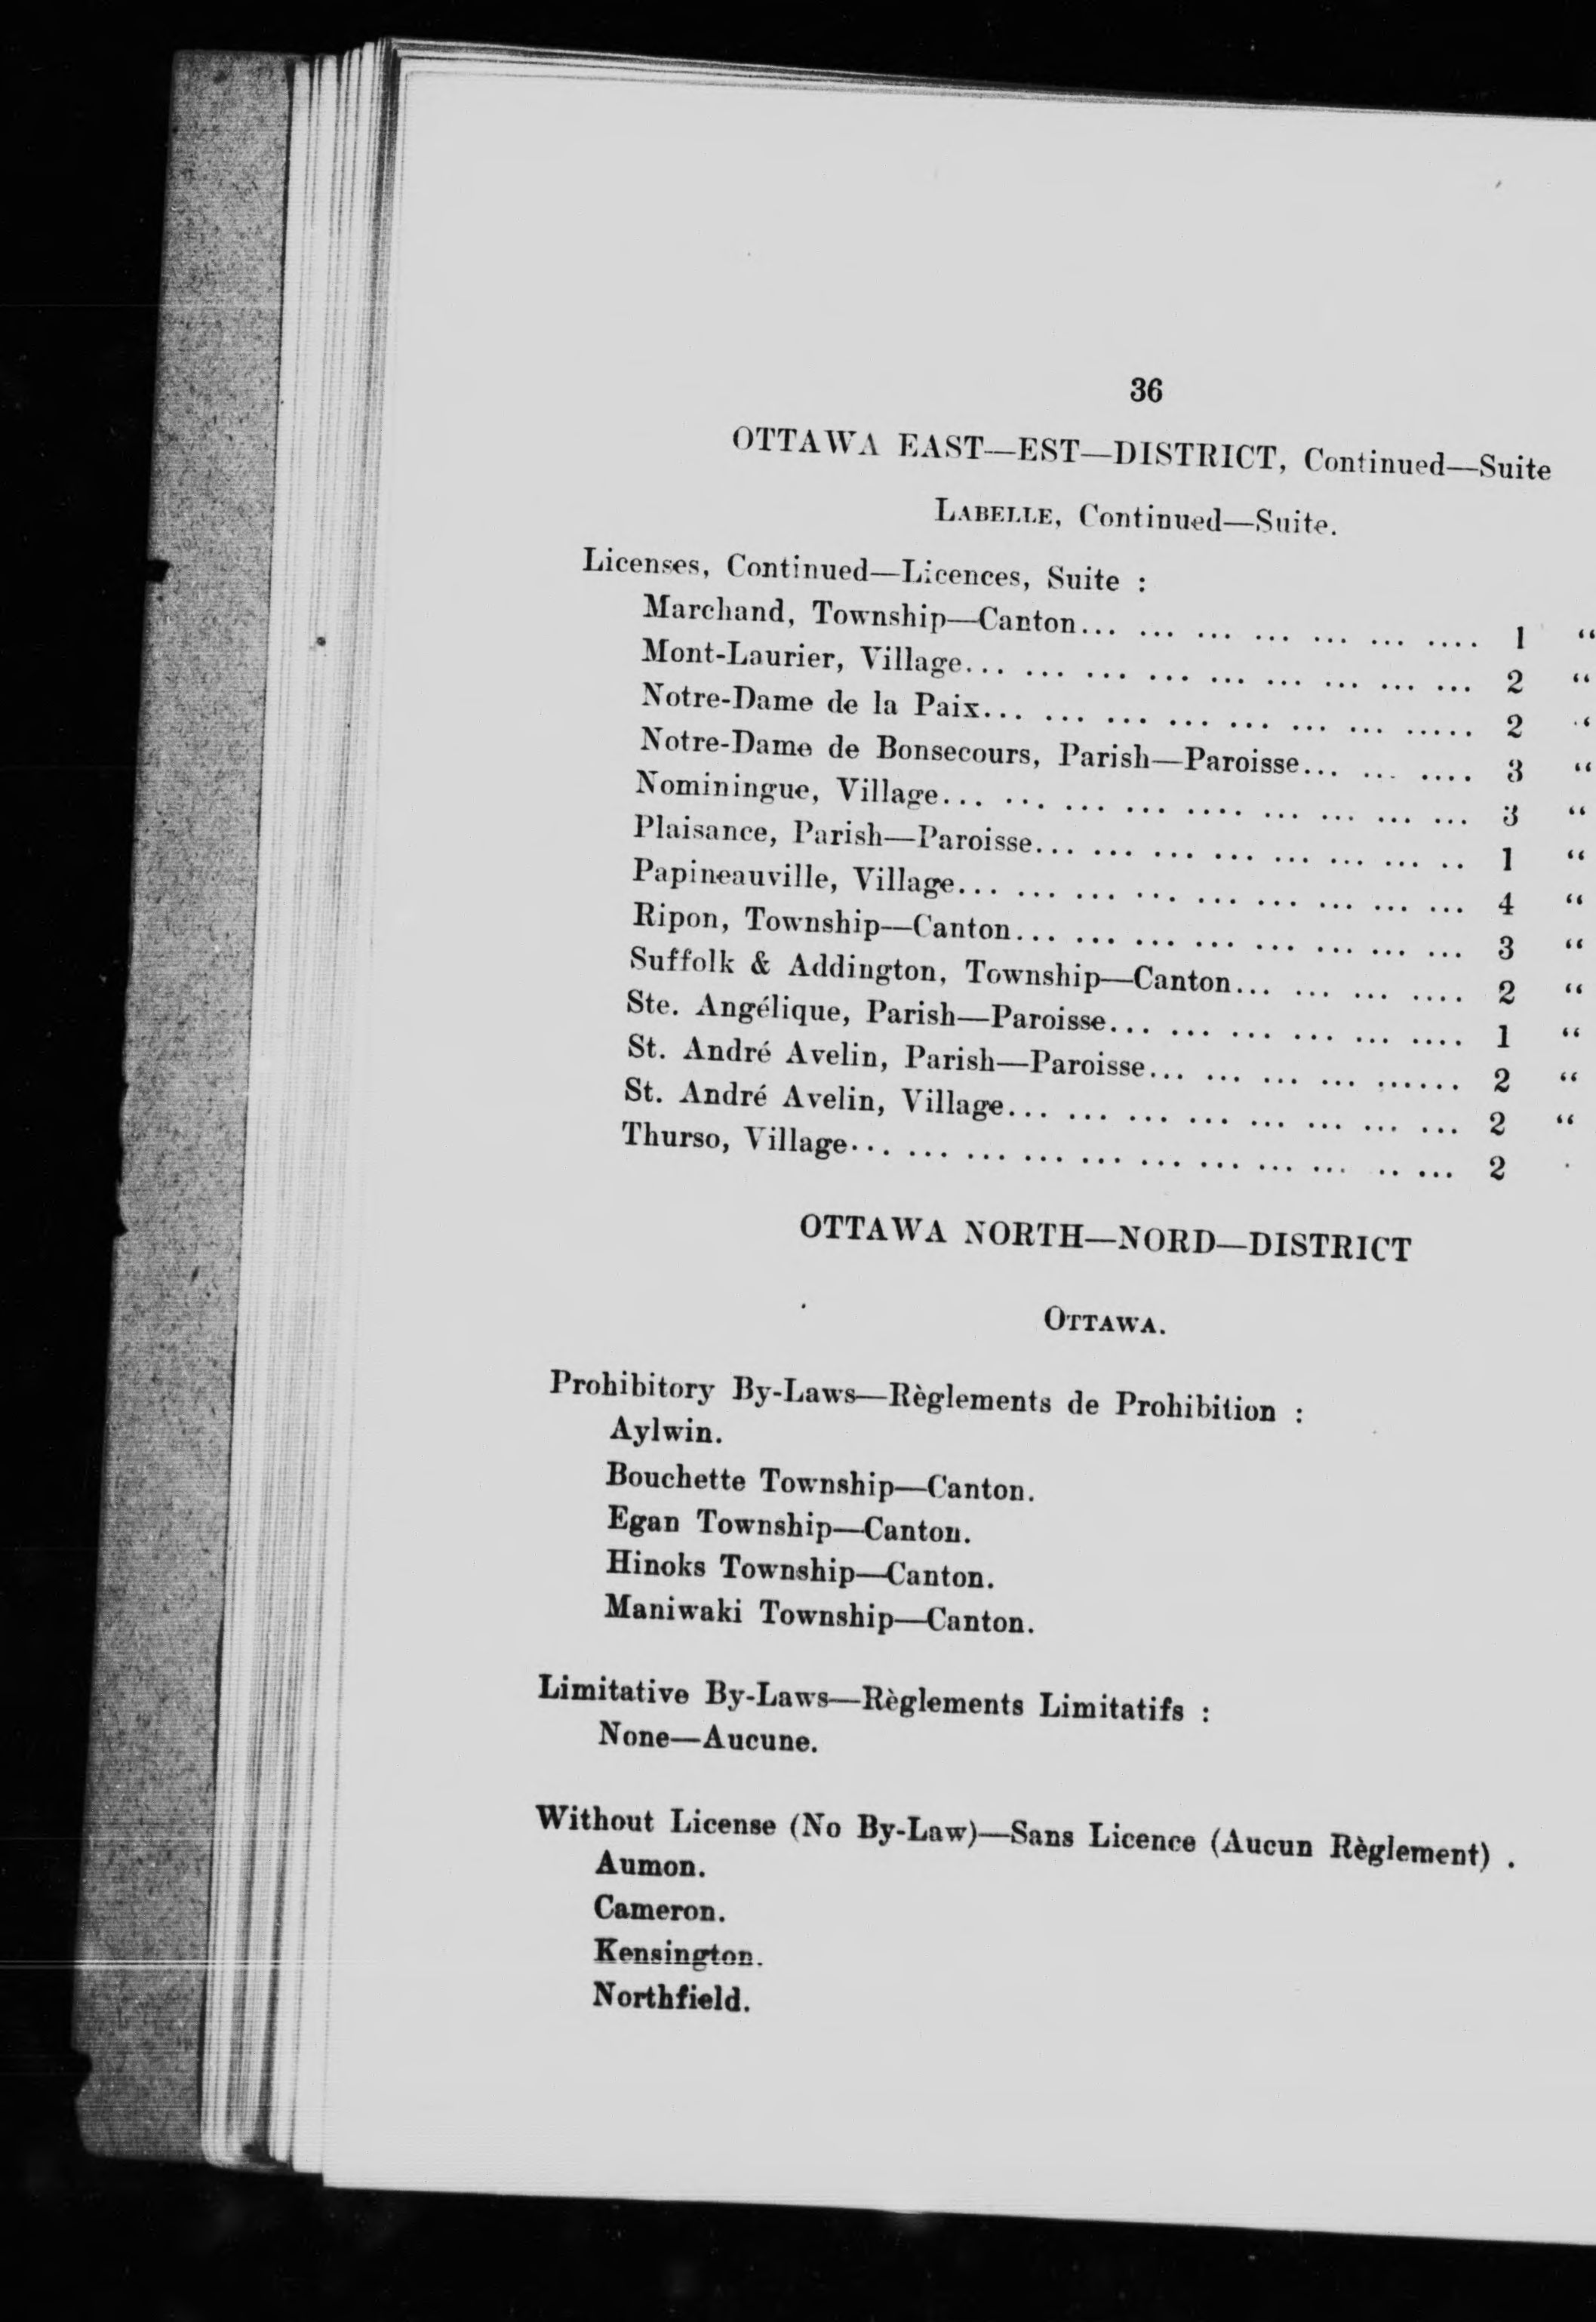 36
OTTAWA EAST—EST—DISTRICT, Continued—Suite
LABELLE, Continued—Suite.
Licenses, Continued—Licences, Suite :
Marchand, Township—Canton... ... ... ... ... ... .... 1 "
Mont-Laurier, Village... ... ... ... ... ... ... ... ... 2 "
Notre-Dame de la Paix... ... ... ... ... ... ... ..... 2 "
Notre-Dame de Bonsecours, Parish—Paroisse... ... .... 3 "
Nominingue, Village... ... ... ... .... ... ... ... ... 3 "
Plaisance, Parish—Paroisse... ... ... ... ... ... ... .. 1 "
Papineauville, Village... ... ... ... ... ... ... ... ... 4 "
Ripon, Township—Canton... ... ... ... ... ... ... ... 3 "
Suffolk & Addington, Township—Canton... ... ... .... 2 "
Ste. Angélique, Parish—Paroisse... ... ... ... ... .... 1 "
St. André Avelin, Parish—Paroisse... ... ... ... ...... 2 "
St. André Avelin, Village... ... ... ... ... ... ... ... 2 "
Thurso, Village... ... ... ... ... ... ... ... ... .. ... 2
OTTAWA NORTH—NORD—DISTRICT
OTTAWA.
Prohibitory By-Laws—Règlements de Prohibition :
Aylwin.
Bouchette Township—Canton.
Egan Township—Canton.
Hinoks Township—Canton.
Maniwaki Township—Canton.
Limitative By-Laws—Règlements Limitatifs :
None—Aucune.
Without License (No By-Law)—Sans Licence (Aucun Règlement) .
Aumon.
Cameron.
Kensington.
Northfield.